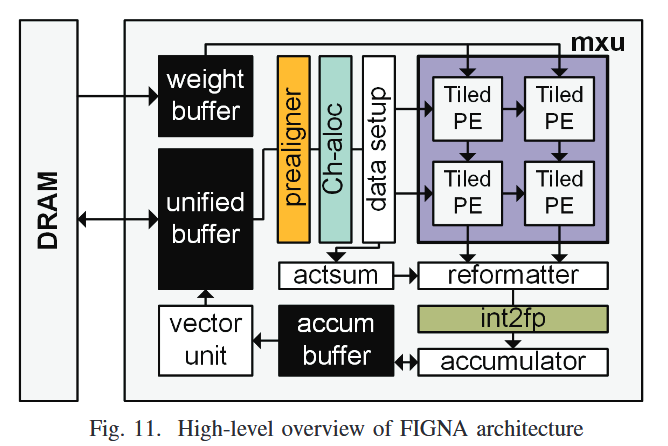 DRAM
weight
buffer
unified
buffer
vector
unit
prealigner
Ch-aloc
data setup
mxu
Tiled
PE
Tiled
PE
Tiled
PE
Tiled
PE
actsum
reformatter
int2fp
accum
buffer
accumulator
Fig. 11. High-level overview of FIGNA architecture